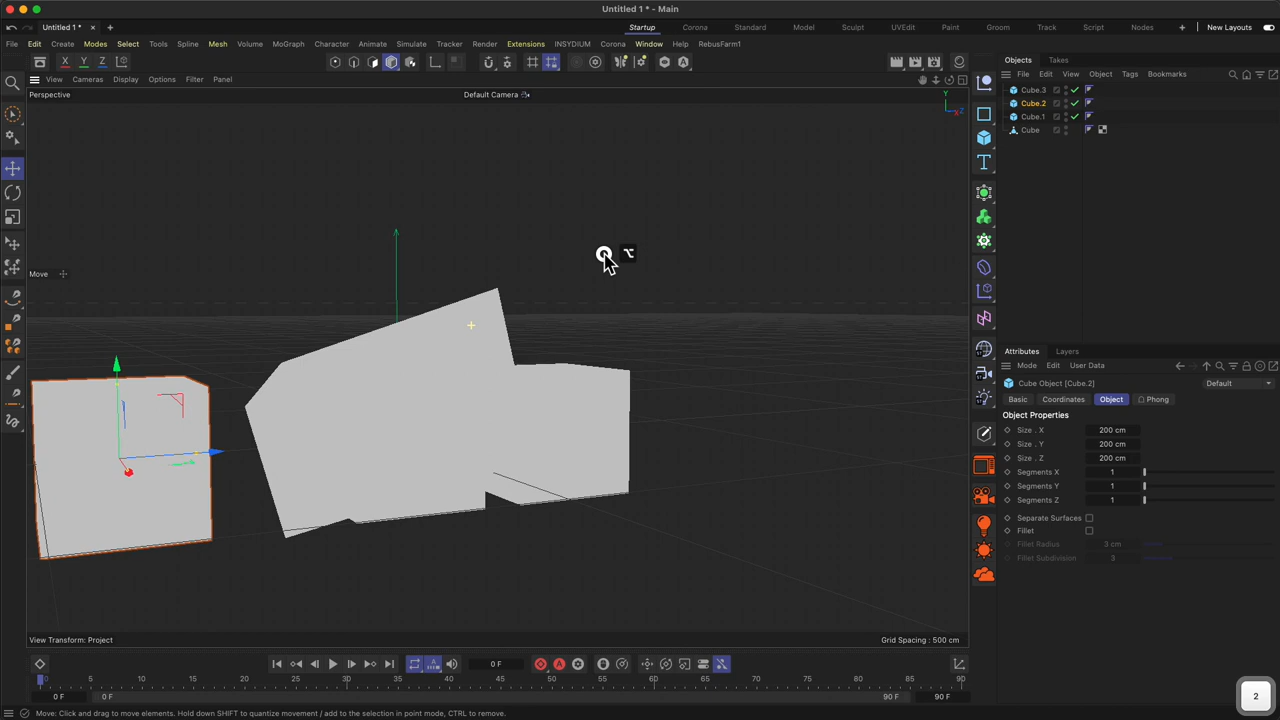 Untitled 1 * - Main
Untitled 1 *
Startup
Corona
Standard
Model
Sculpt
UVEdit
Paint
Groom
Track
Script
Nodes
New Layouts
File
Edit
Create
Modes
Select
Tools
Spline
Mesh
Volume
MoGraph
Character
Animate
Simulate
Tracker
Render
Extensions
INSYDIUM
Corona
Window
Help
RebusFarm1
Objects
Takes
File
Edit
View
Object
Tags
Bookmarks
View
Cameras
Display
Options
Filter
Panel
Perspective
Default Camera
Y
X
Z
Cube.3
Cube.2
Cube.1
Cube
Move
Attributes
Layers
Mode
Edit
User Data
Cube Object [Cube.2]
Default
Basic
Coordinates
Object
Phong
Object Properties
Size . X 200 cm
Size . Y 200 cm
Size . Z 200 cm
Segments X 1
Segments Y 1
Segments Z 1
Separate Surfaces
Fillet
Fillet Radius 3 cm
Fillet Subdivision 3
View Transform: Project
Grid Spacing : 500 cm
0 F
0 5 10 15 20 25 30 35 40 45 50 55 60 65 70 75 80 85 90
0 F 0 F 90 F 90 F
Move: Click and drag to move elements. Hold down SHIFT to quantize movement / add to the selection in point mode, CTRL to remove.
2